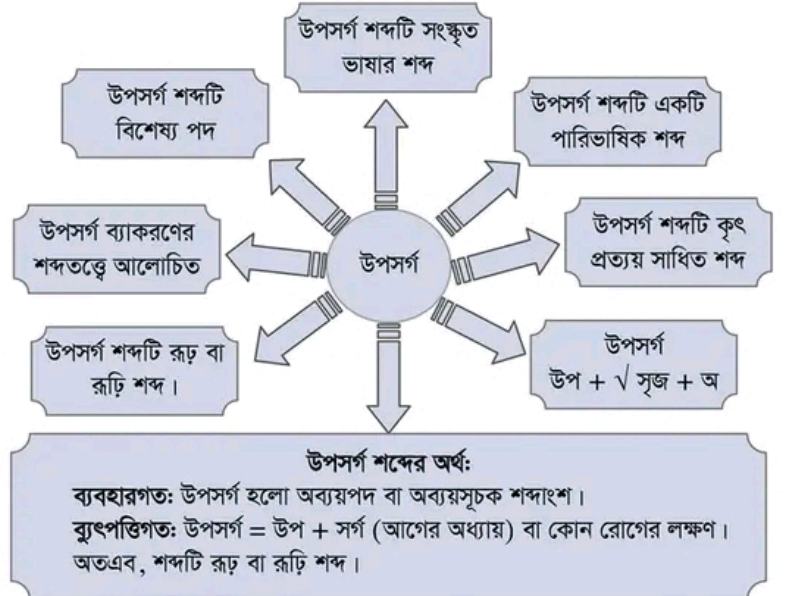 উপসর্গ শব্দটি সংস্কৃত
ভাষার শব্দ
উপসর্গ শব্দটি
বিশেষ্য পদ
উপসর্গ শব্দটি একটি
পারিভাষিক শব্দ
উপসর্গ ব্যাকরণের
শব্দতত্ত্বে আলোচিত
উপসর্গ
উপসর্গ শব্দটি কৃৎ
প্রত্যয় সাধিত শব্দ
উপসর্গ শব্দটি রূঢ় বা
রূঢ়ি শব্দ।
উপসর্গ
উপ + √ সৃজ + অ
উপসর্গ শব্দের অর্থ:
ব্যবহারগত: উপসর্গ হলো অব্যয়পদ বা অব্যয়সূচক শব্দাংশ।
ব্যুৎপত্তিগত: উপসর্গ = উপ + সর্গ (আগের অধ্যায়) বা কোন রোগের লক্ষণ।
অতএব, শব্দটি রূঢ় বা রূঢ়ি শব্দ।